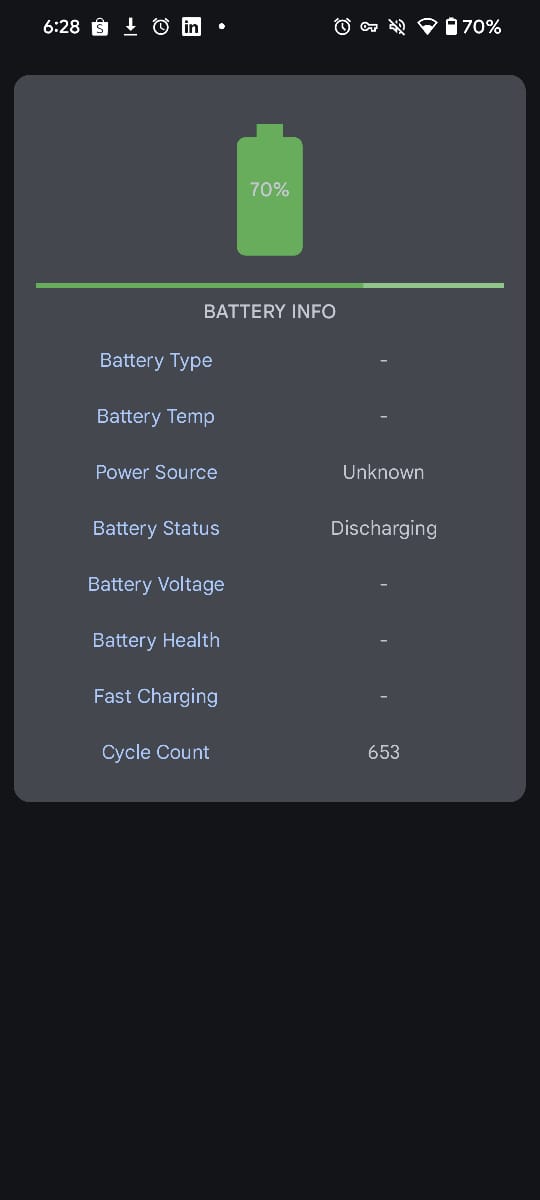 6:28 S in 70%
70%
BATTERY INFO
Battery Type -
Battery Temp -
Power Source Unknown
Battery Status Discharging
Battery Voltage -
Battery Health -
Fast Charging -
Cycle Count 653